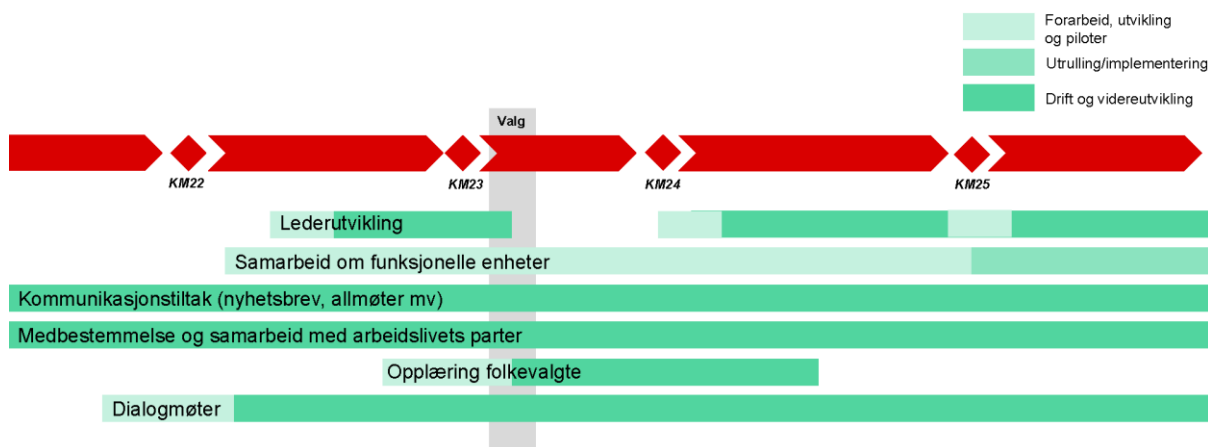 Forarbeid, utvikling
og piloter
Utrulling/implementering
Drift og videreutvikling
Valg
KM22
KM23
KM24
KM25
Lederutvikling
Samarbeid om funksjonelle enheter
Kommunikasjonstiltak (nyhetsbrev, allmøter mv)
Medbestemmelse og samarbeid med arbeidslivets parter
Opplæring folkevalgte
Dialogmøter